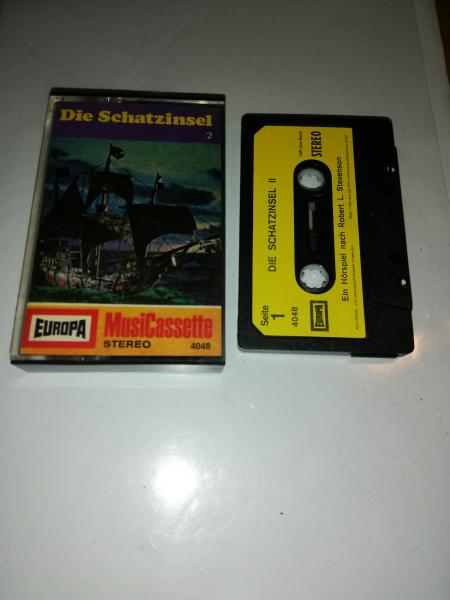 Die Schatzinsel
2
EUROPA
MusiCassette
STEREO
4048
DIE SCHATZINSEL II
Seite
1
4048
EUROPA
STEREO
Ein Hörspiel nach Robert L. Stevenson